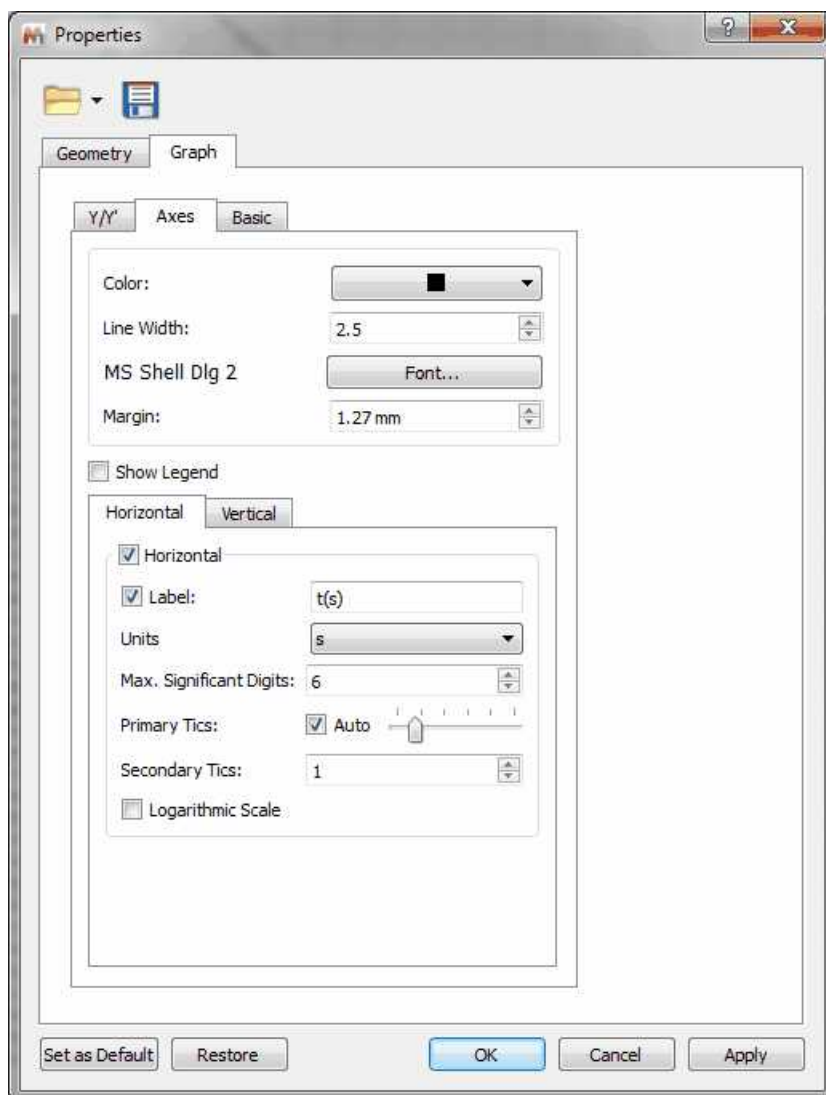 Properties
Geometry Graph
Y/Y' Axes Basic
Color:
Line Width: 2.5
MS Shell Dlg 2 Font...
Margin: 1.27 mm
Show Legend
Horizontal Vertical
Horizontal
Label: t(s)
Units s
Max. Significant Digits: 6
Primary Tics: Auto
Secondary Tics: 1
Logarithmic Scale
Set as Default Restore OK Cancel Apply